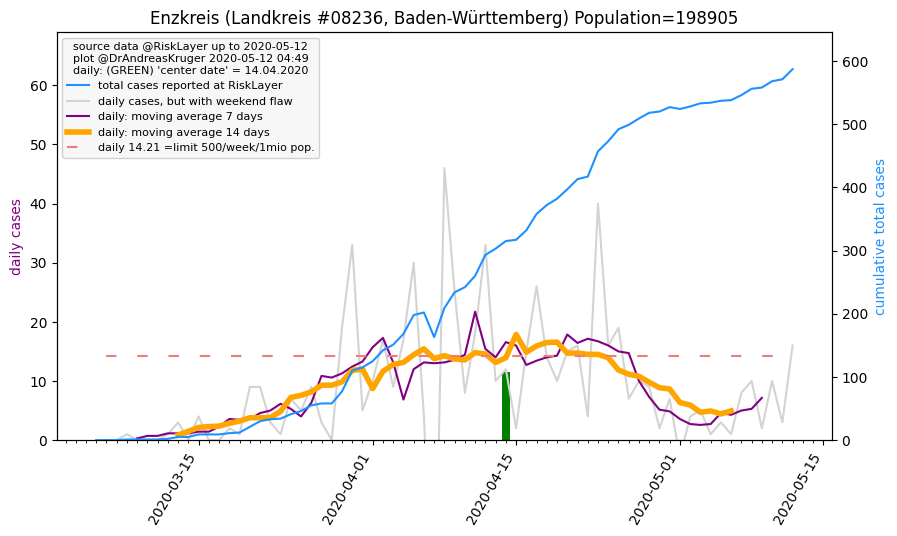 Enzkreis (Landkreis #08236, Baden-Württemberg) Population=198905
source data @RiskLayer up to 2020-05-12
plot @DrAndreasKruger 2020-05-12 04:49
daily: (GREEN) 'center date' = 14.04.2020
total cases reported at RiskLayer
daily cases, but with weekend flaw
daily: moving average 7 days
daily: moving average 14 days
daily 14.21 =limit 500/week/1mio pop.
daily cases
60
50
40
30
20
10
0
600
500
400
300
200
100
0
cumulative total cases
2020-03-15
2020-04-01
2020-04-15
2020-05-01
2020-05-15